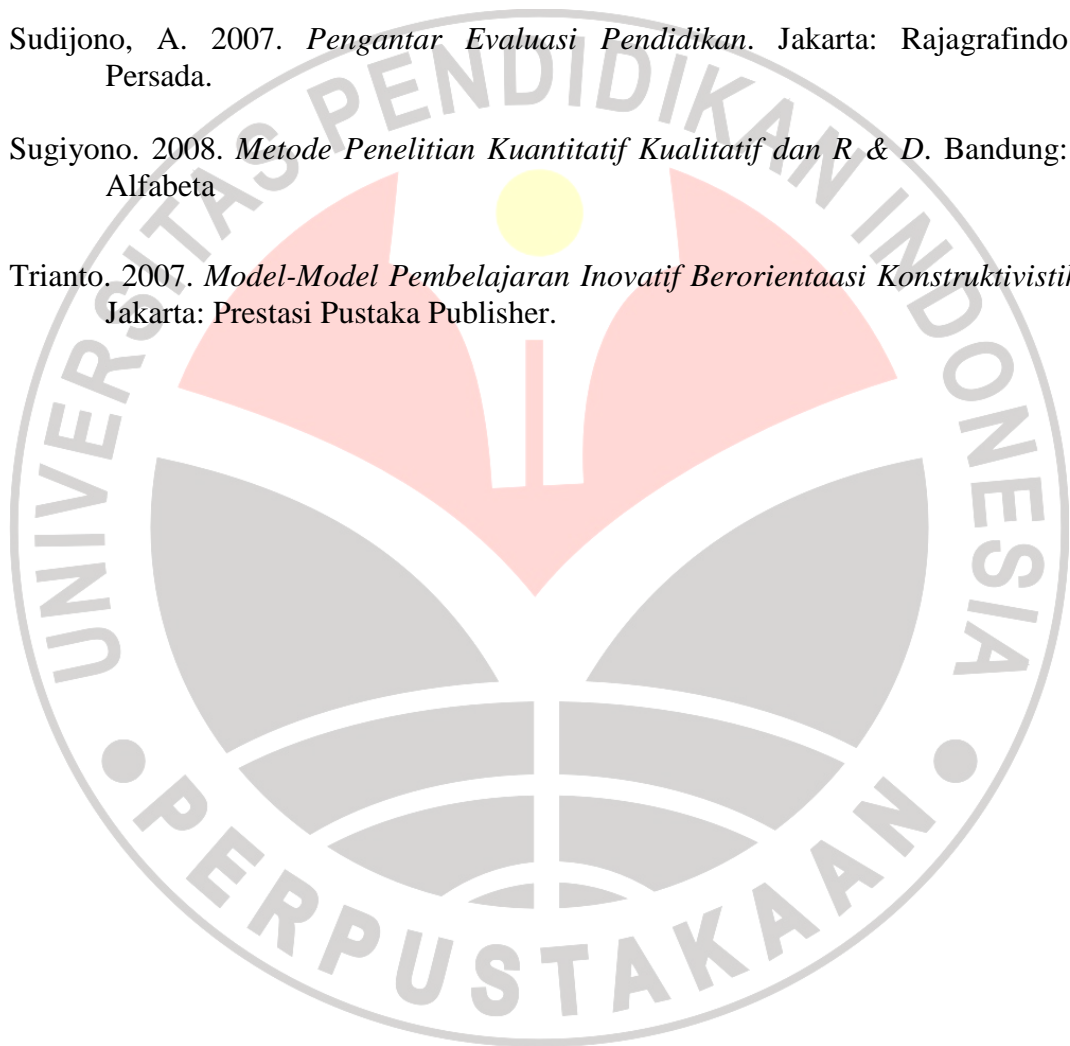 Sudijono, A. 2007. Pengantar Evaluasi Pendidikan. Jakarta: Rajagrafindo
Persada.
Sugiyono. 2008. Metode Penelitian Kuantitatif Kualitatif dan R & D. Bandung:
Alfabeta
Trianto. 2007. Model-Model Pembelajaran Inovatif Berorientaasi Konstruktivistik
Jakarta: Prestasi Pustaka Publisher.
UNIVERSITAS PENDIDIKAN INDONESIA
PERPUSTAKAAN